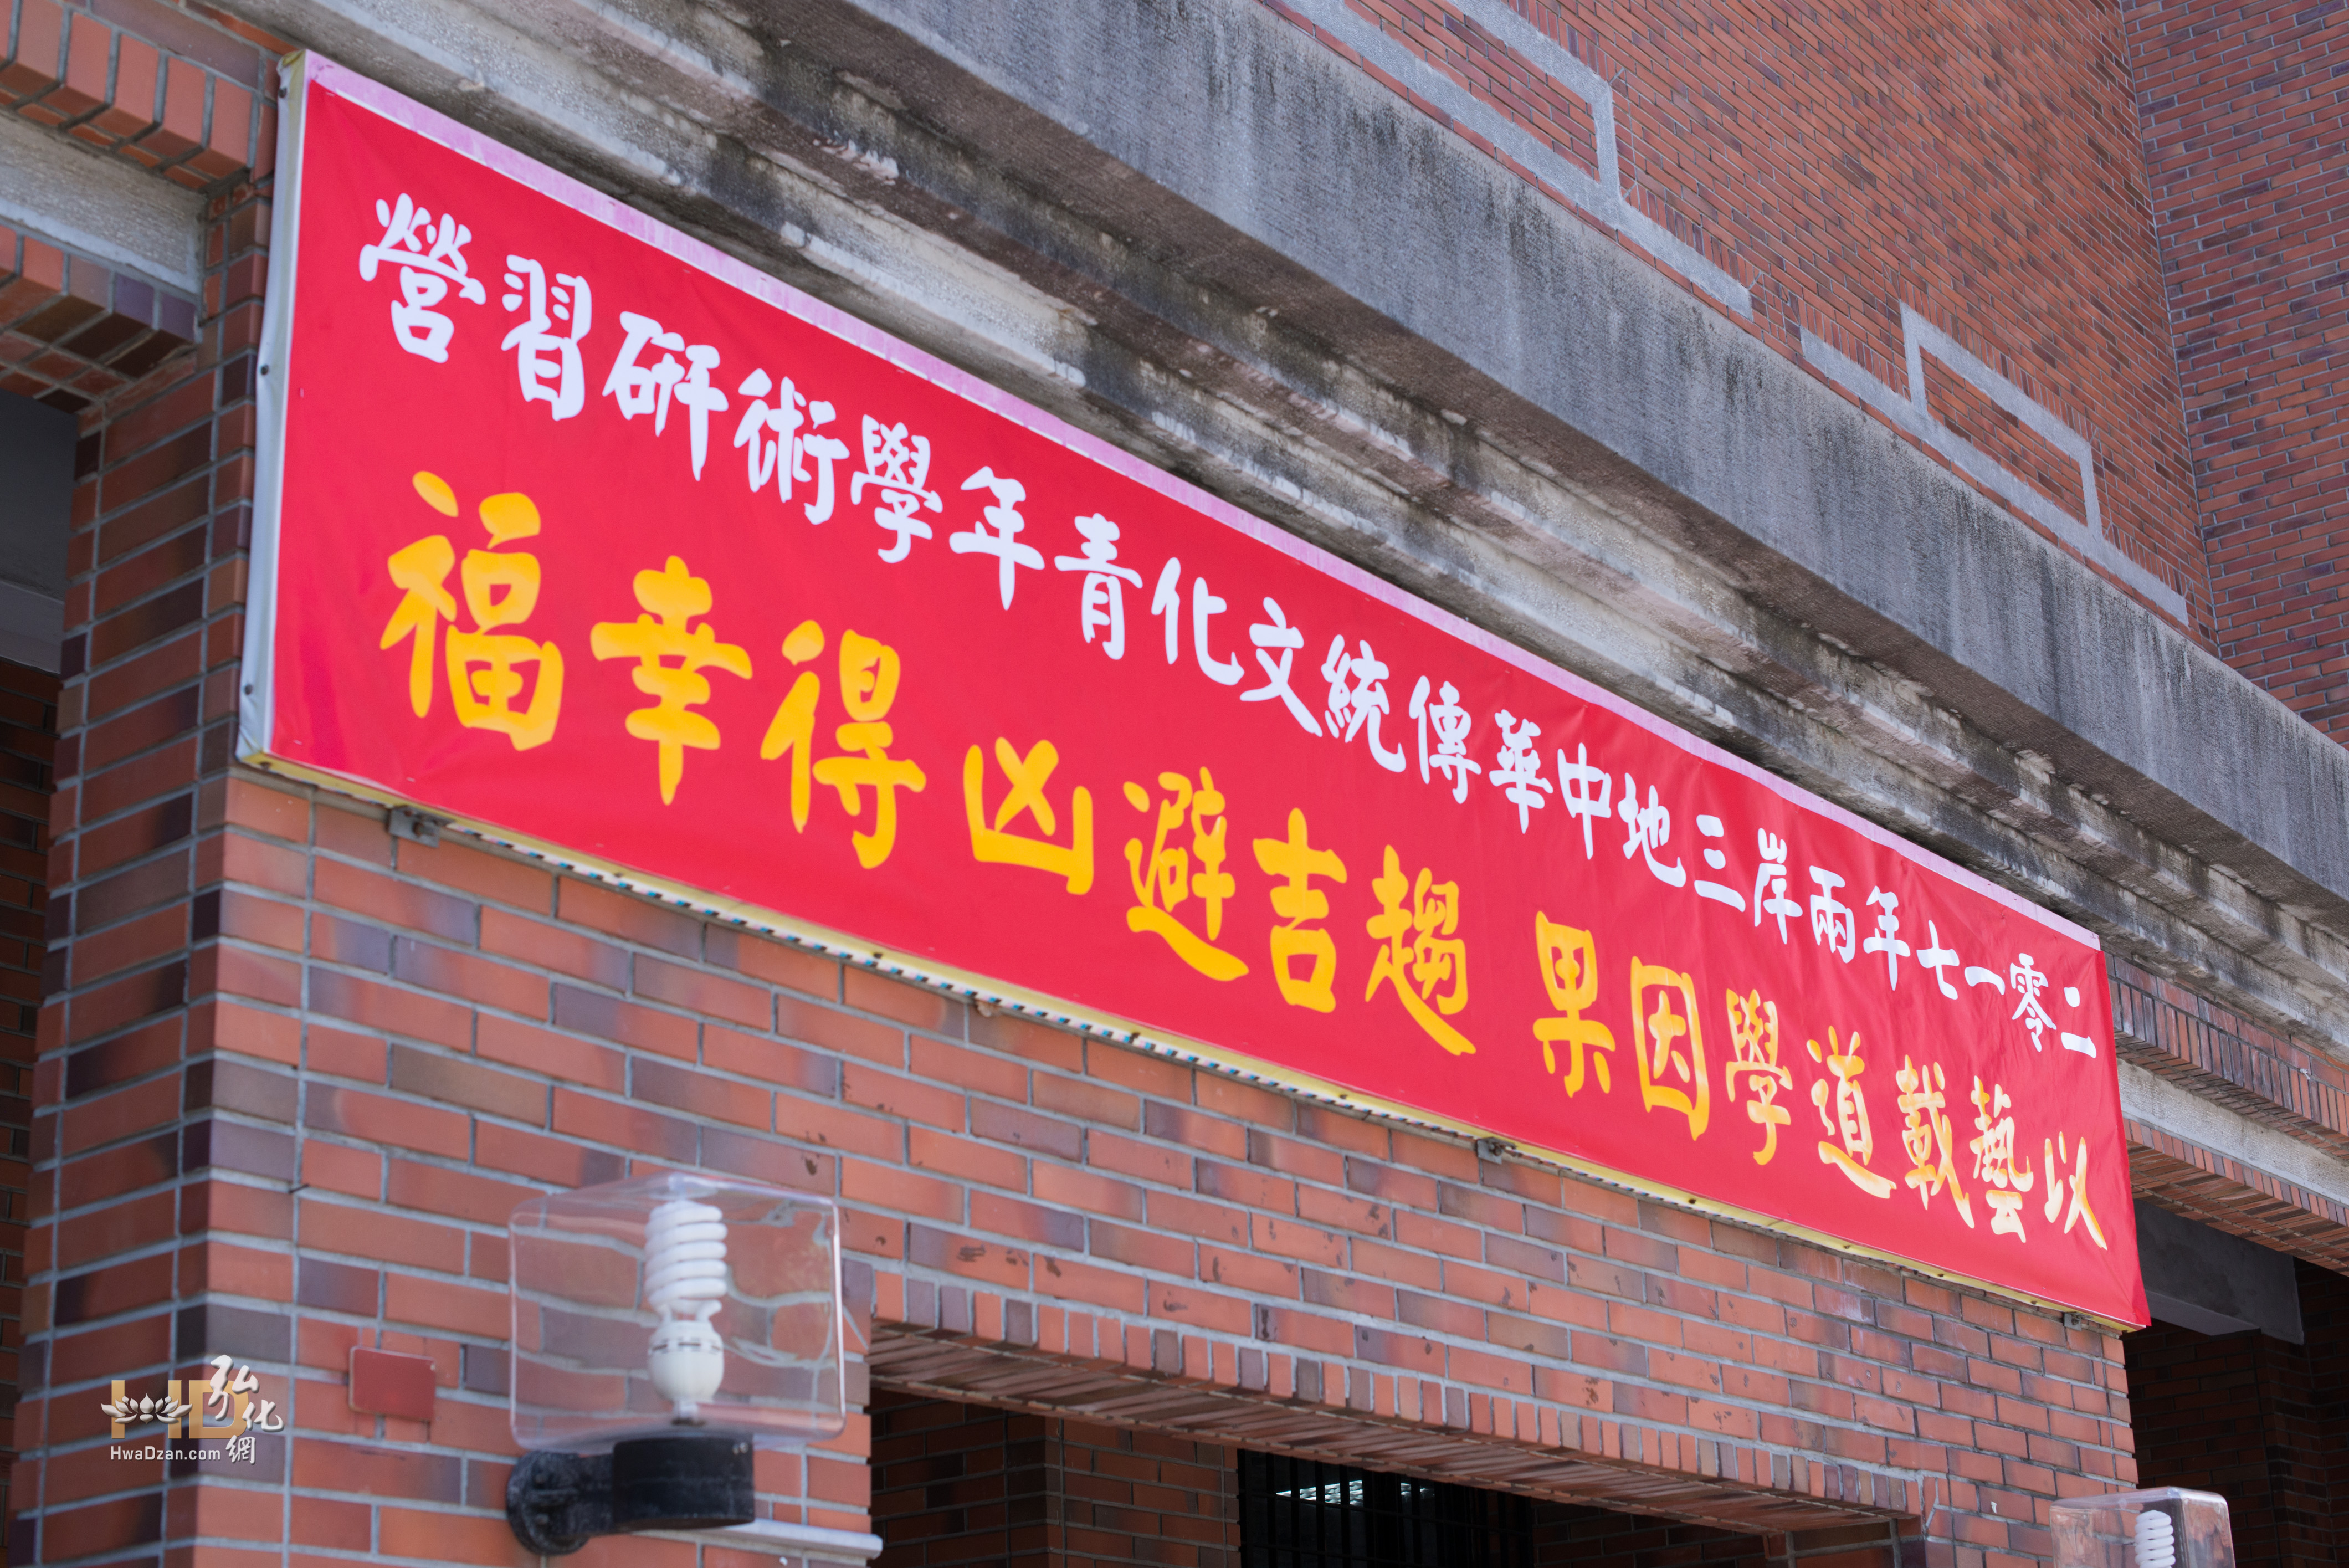 二零一七年兩岸三地中華傳統文化青年學術研習營
以藝載道學因果 趨吉避凶得幸福
HD 弘化網
HwaDzan.com